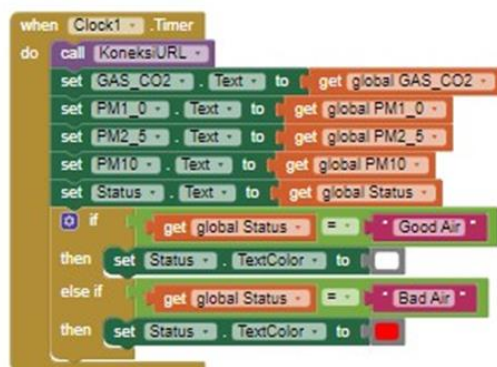 when Clock1 .Timer
do call KoneksiURL
set GAS_CO2 . Text to get global GAS_CO2
set PM1_0 . Text to get global PM1_0
set PM2_5 . Text to get global PM2_5
set PM10 . Text to get global PM10
set Status . Text to get global Status
if get global Status = " Good Air "
then set Status . TextColor to
else if get global Status = " Bad Air "
then set Status . TextColor to